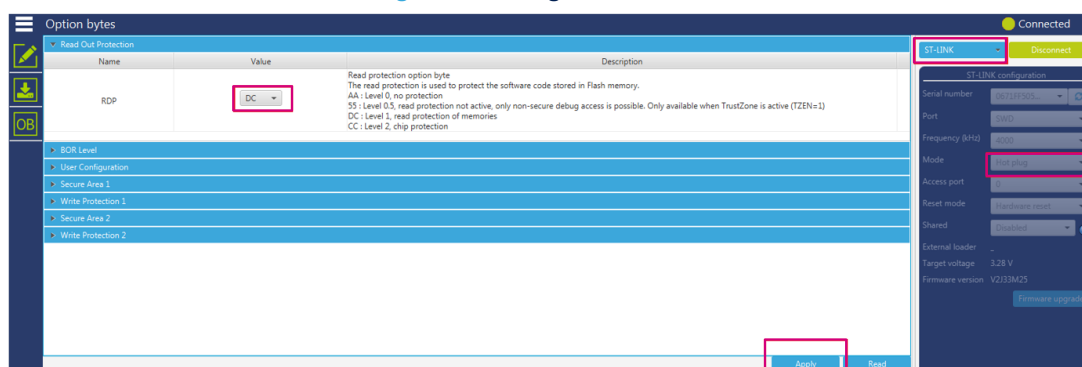 Option bytes
Connected
Read Out Protection
Name Value Description
RDP
DC
Read protection option byte
The read protection is used to protect the software code stored in Flash memory.
AA : Level 0, no protection
55 : Level 0.5, read protection not active, only non-secure debug access is possible. Only available when TrustZone is active (TZEN=1)
DC : Level 1, read protection of memories
CC : Level 2, chip protection
OB
BOR Level
User Configuration
Secure Area 1
Write Protection 1
Secure Area 2
Write Protection 2
Apply Read
ST-LINK Disconnect
ST-LINK configuration
Serial number
Port SWD
Frequency (kHz) 4000
Mode Hot plug
Access port 0
Reset mode Hardware reset
Shared Disabled
External loader _
Target voltage 3.28 V
Firmware version V2J33M25
Firmware upgrade